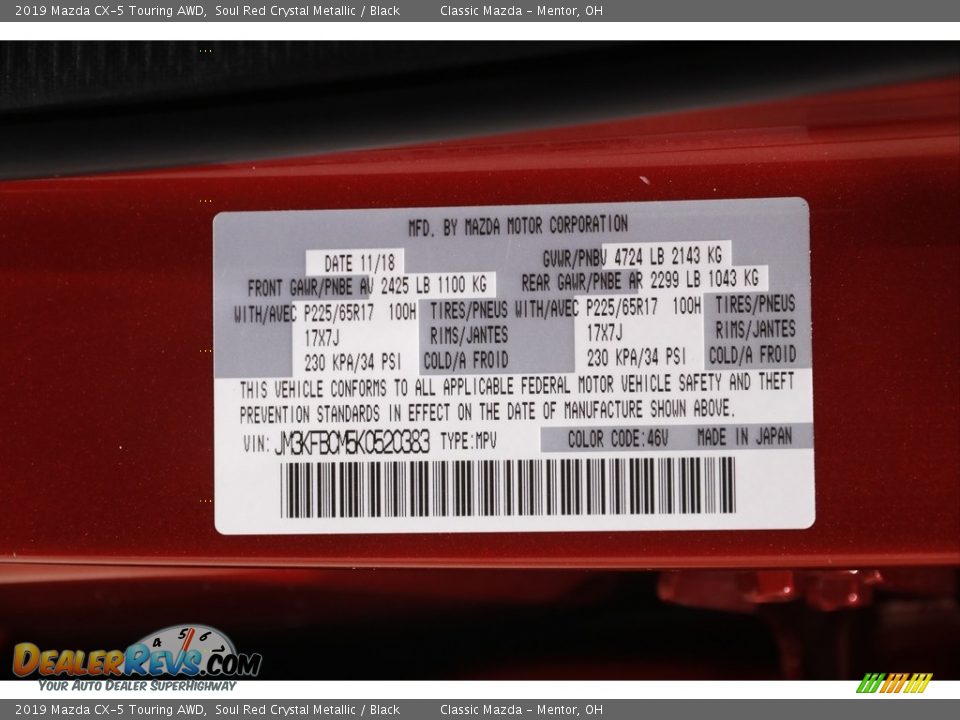 2019 Mazda CX-5 Touring AWD, Soul Red Crystal Metallic / Black Classic Mazda - Mentor, OH
MFD. BY MAZDA MOTOR CORPORATION
DATE 11/18 GVWR/PNBV 4724 LB 2143 KG
FRONT GAWR/PNBE AV 2425 LB 1100 KG REAR GAWR/PNBE AR 2299 LB 1043 KG
WITH/AVEC P225/65R17 100H TIRES/PNEUS WITH/AVEC P225/65R17 100H TIRES/PNEUS
17X7J RIMS/JANTES 17X7J RIMS/JANTES
230 KPA/34 PSI COLD/A FROID 230 KPA/34 PSI COLD/A FROID
THIS VEHICLE CONFORMS TO ALL APPLICABLE FEDERAL MOTOR VEHICLE SAFETY AND THEFT
PREVENTION STANDARDS IN EFFECT ON THE DATE OF MANUFACTURE SHOWN ABOVE.
VIN: JM3KFBCM5K0520383 TYPE:MPV COLOR CODE:46V MADE IN JAPAN
4 5 6 7
DEALERREVS.COM
YOUR AUTO DEALER SUPERHIGHWAY
2019 Mazda CX-5 Touring AWD, Soul Red Crystal Metallic / Black Classic Mazda - Mentor, OH